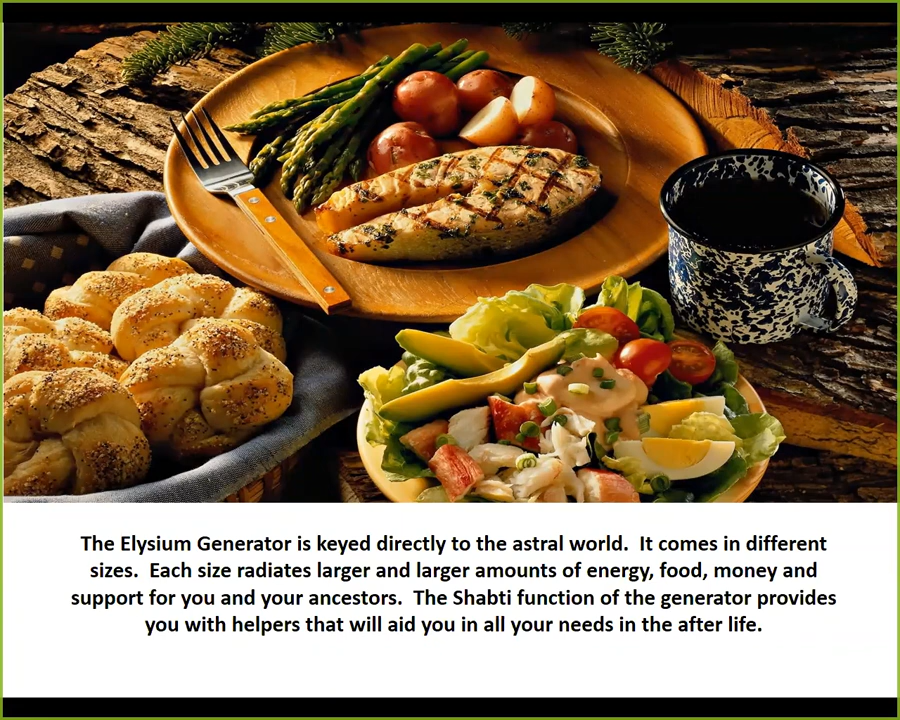 The Elysium Generator is keyed directly to the astral world.  It comes in different
sizes.  Each size radiates larger and larger amounts of energy, food, money and
support for you and your ancestors.  The Shabti function of the generator provides
you with helpers that will aid you in all your needs in the after life.